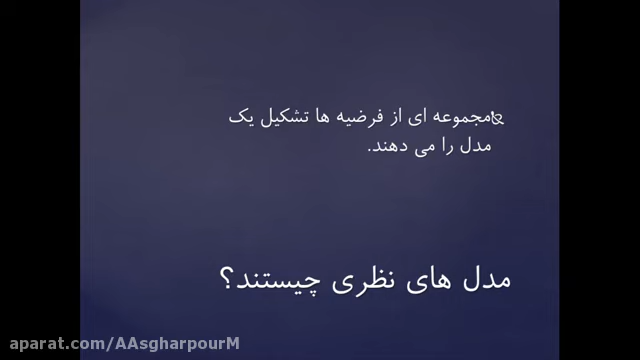 مجموعه ای از فرضیه ها تشکیل یک
مدل را می دهند.
مدل های نظری چیستند؟
aparat.com/AAsgharpourM